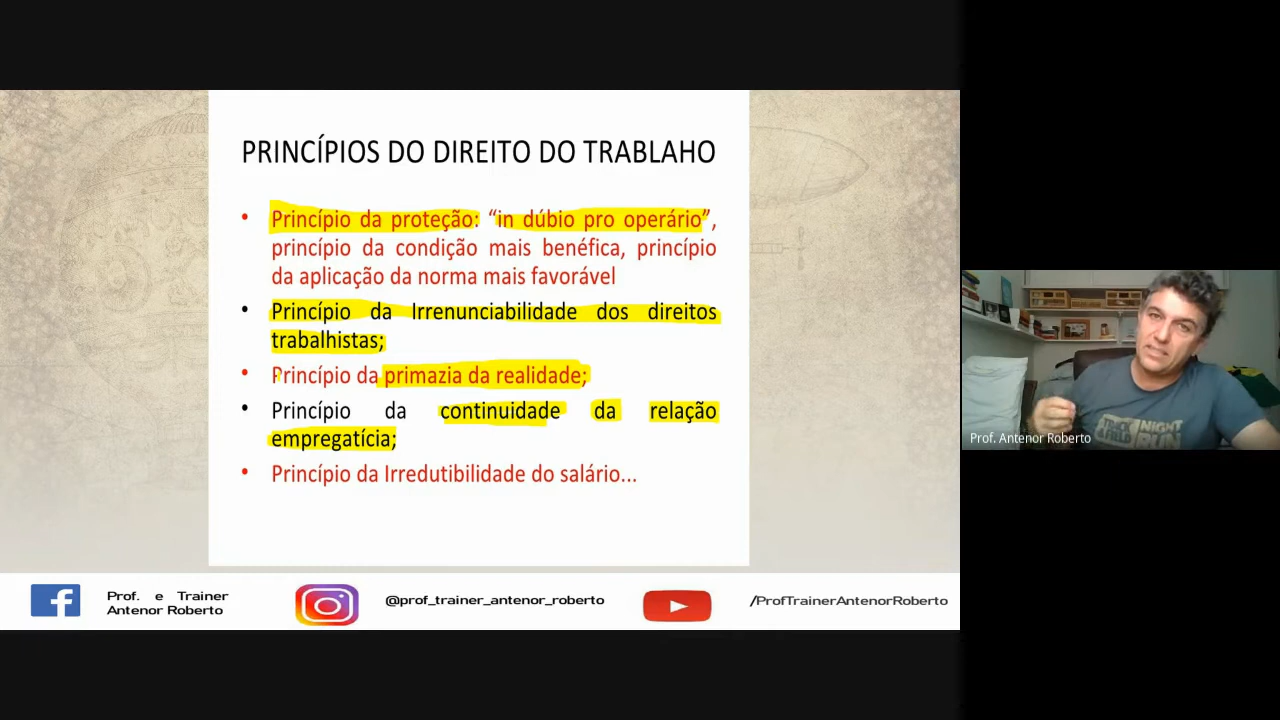 PRINCÍPIOS DO DIREITO DO TRABLAHO
• Princípio da proteção: “in dúbio pro operário”,
princípio da condição mais benéfica, princípio
da aplicação da norma mais favorável
• Princípio da Irrenunciabilidade dos direitos
trabalhistas;
• Princípio da primazia da realidade;
• Princípio da continuidade da relação
empregatícia;
• Princípio da Irredutibilidade do salário...
Prof. e Trainer
Antenor Roberto
@prof_trainer_antenor_roberto
/ProfTrainerAntenorRoberto
NIGHT
RUN
Prof. Antenor Roberto